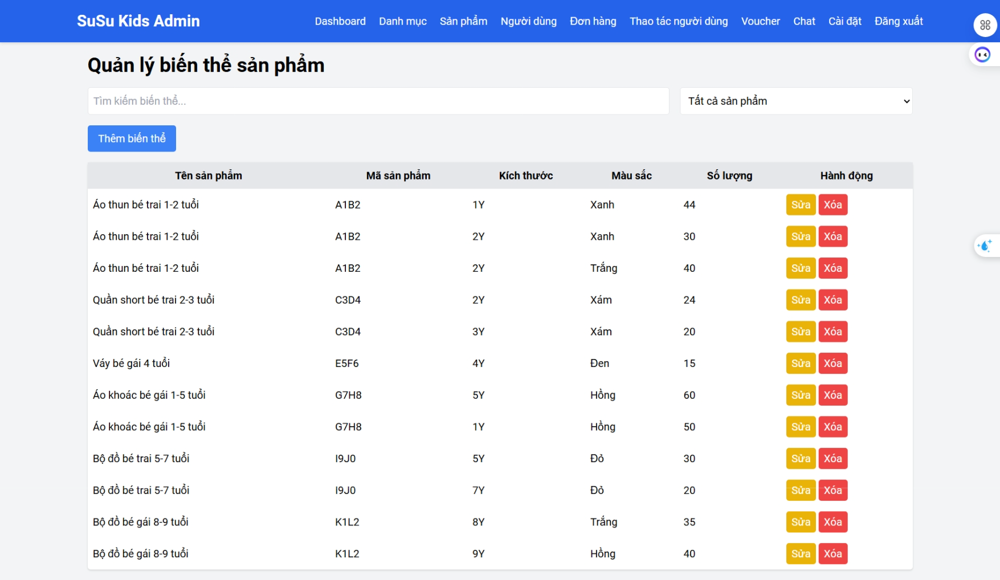 SuSu Kids Admin Dashboard Danh mục Sản phẩm Người dùng Đơn hàng Thao tác người dùng Voucher Chat Cài đặt Đăng xuất
Quản lý biến thể sản phẩm
Tìm kiếm biến thể... Tất cả sản phẩm
Thêm biến thể
Tên sản phẩm Mã sản phẩm Kích thước Màu sắc Số lượng Hành động
Áo thun bé trai 1-2 tuổi A1B2 1Y Xanh 44 Sửa Xóa
Áo thun bé trai 1-2 tuổi A1B2 2Y Xanh 30 Sửa Xóa
Áo thun bé trai 1-2 tuổi A1B2 2Y Trắng 40 Sửa Xóa
Quần short bé trai 2-3 tuổi C3D4 2Y Xám 24 Sửa Xóa
Quần short bé trai 2-3 tuổi C3D4 3Y Xám 20 Sửa Xóa
Váy bé gái 4 tuổi E5F6 4Y Đen 15 Sửa Xóa
Áo khoác bé gái 1-5 tuổi G7H8 5Y Hồng 60 Sửa Xóa
Áo khoác bé gái 1-5 tuổi G7H8 1Y Hồng 50 Sửa Xóa
Bộ đồ bé trai 5-7 tuổi I9J0 5Y Đỏ 30 Sửa Xóa
Bộ đồ bé trai 5-7 tuổi I9J0 7Y Đỏ 20 Sửa Xóa
Bộ đồ bé gái 8-9 tuổi K1L2 8Y Trắng 35 Sửa Xóa
Bộ đồ bé gái 8-9 tuổi K1L2 9Y Hồng 40 Sửa Xóa